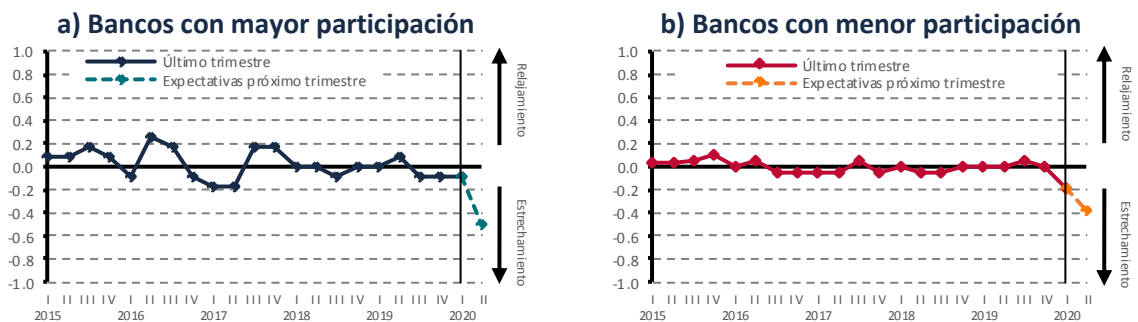 a) Bancos con mayor participación
1.0
0.8
0.6
0.4
0.2
0.0
-0.2
-0.4
-0.6
-0.8
-1.0
Último trimestre
Expectativas próximo trimestre
Relajamiento
Estrechamiento
I II III IV I II III IV I II III IV I II III IV I II III IV I II
2015 2016 2017 2018 2019 2020
b) Bancos con menor participación
1.0
0.8
0.6
0.4
0.2
0.0
-0.2
-0.4
-0.6
-0.8
-1.0
Último trimestre
Expectativas próximo trimestre
Relajamiento
Estrechamiento
I II III IV I II III IV I II III IV I II III IV I II III IV I II
2015 2016 2017 2018 2019 2020